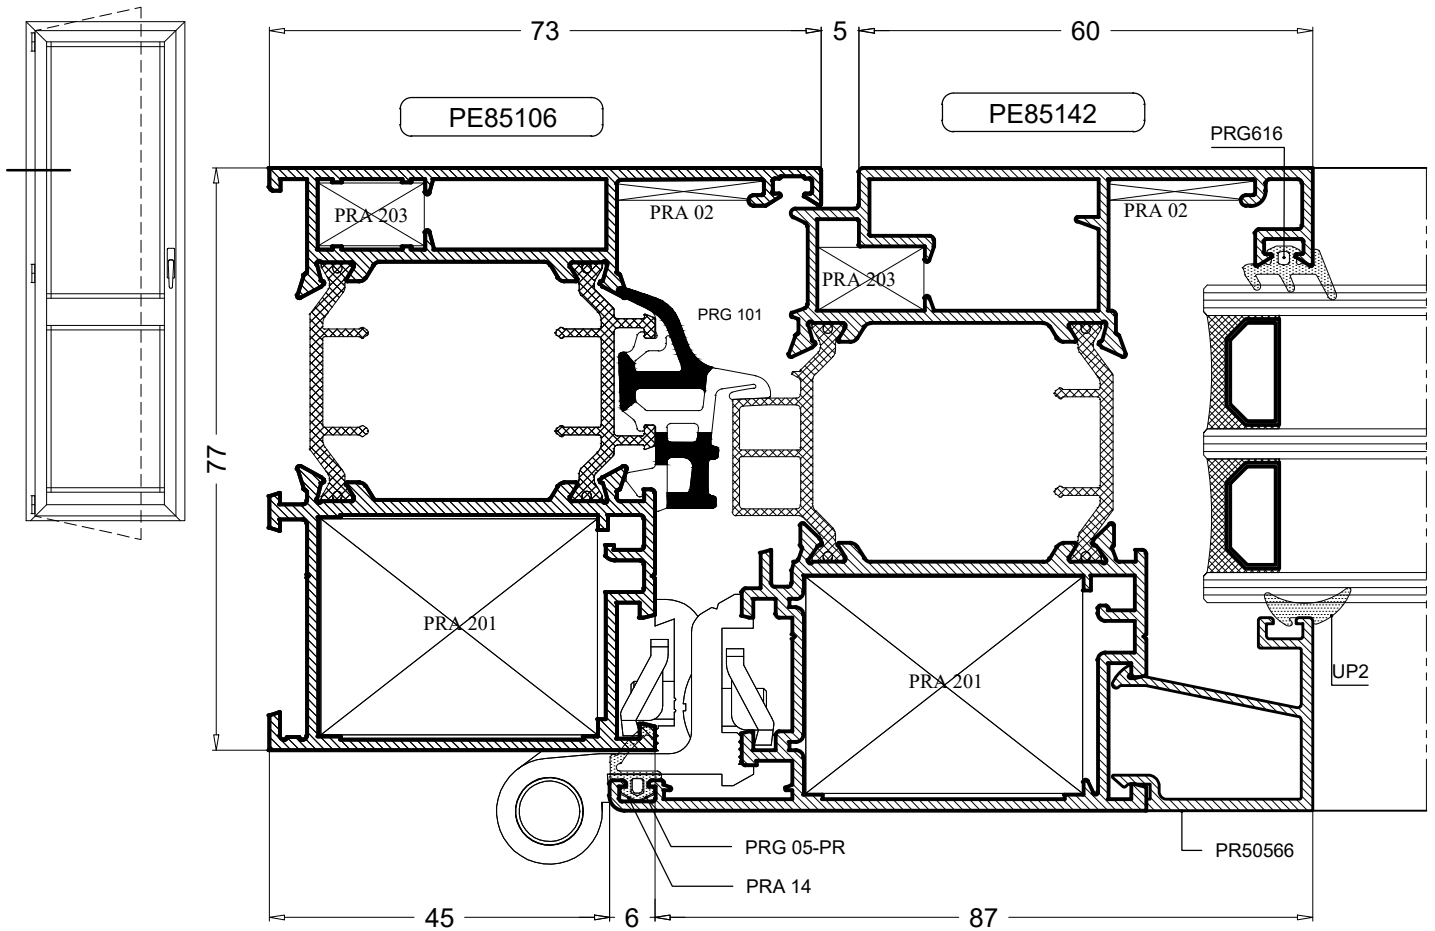 73
5
60
PE85106
PE85142
PRG616
PRA 203
PRA 02
PRA 02
PRA 203
PRG 101
77
PRA 201
PRA 201
UP2
PRG 05-PR
PR50566
PRA 14
45
6
87